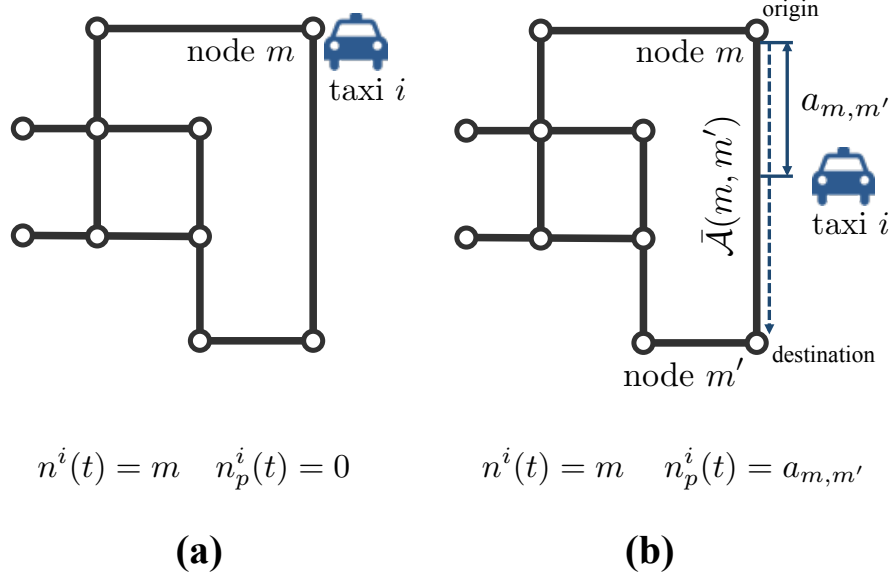 node m
taxi i
n^i(t) = m    n_p^i(t) = 0
(a)
origin
node m
a_{m,m'}
𝒜̄(m, m')
taxi i
destination
node m'
n^i(t) = m    n_p^i(t) = a_{m,m'}
(b)